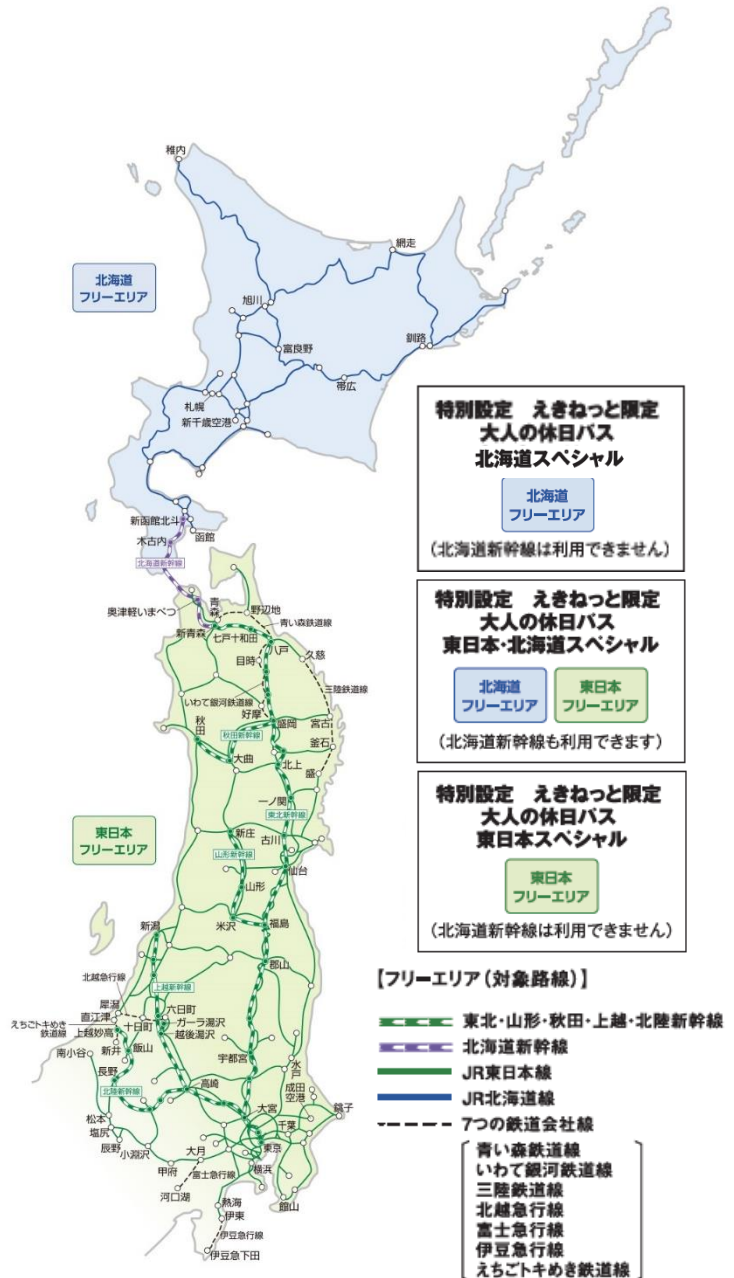 稚内
網走
北海道
フリーエリア
旭川
富良野
釧路
帯広
札幌
新千歳空港
新函館北斗
函館
木古内
北海道新幹線
奥津軽いまべつ
青森
野辺地
青い森鉄道線
新青森
七戸十和田
八戸
久慈
目時
三陸鉄道線
いわて銀河鉄道線
好摩
秋田
盛岡
宮古
秋田新幹線
釜石
大曲
北上
盛
一ノ関
東北新幹線
東日本
フリーエリア
新庄
古川
山形新幹線
仙台
山形
新潟
米沢
福島
郡山
北越急行線
上越新幹線
犀潟
六日町
直江津
ガーラ湯沢
えちごトキめき
鉄道線
十日町
越後湯沢
上越妙高
新井
飯山
宇都宮
水戸
南小谷
長野
成田
空港
北陸新幹線
高崎
大宮
銚子
松本
千葉
塩尻
大月
東京
辰野
小淵沢
甲府
富士急行線
横浜
河口湖
熱海
館山
伊東
伊豆急行線
伊豆急下田
特別設定　えきねっと限定
大人の休日パス
北海道スペシャル
北海道
フリーエリア
(北海道新幹線は利用できません)
特別設定　えきねっと限定
大人の休日パス
東日本・北海道スペシャル
北海道
フリーエリア
東日本
フリーエリア
(北海道新幹線も利用できます)
特別設定　えきねっと限定
大人の休日パス
東日本スペシャル
東日本
フリーエリア
(北海道新幹線は利用できません)
【フリーエリア(対象路線)】
東北・山形・秋田・上越・北陸新幹線
北海道新幹線
JR東日本線
JR北海道線
7つの鉄道会社線
青い森鉄道線
いわて銀河鉄道線
三陸鉄道線
北越急行線
富士急行線
伊豆急行線
えちごトキめき鉄道線